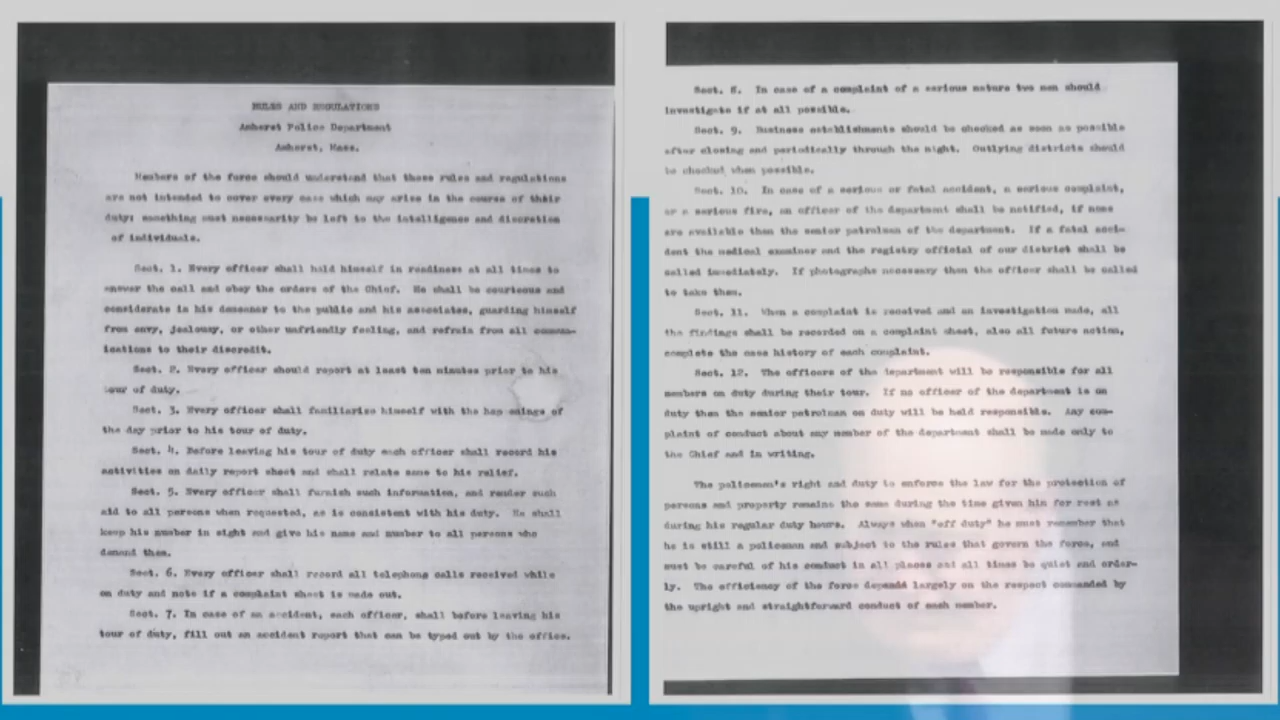 RULES AND REGULATIONS
Amherst Police Department
Amherst, Mass.
Members of the force should understand that these rules and regulations
are not intended to cover every case which may arise in the course of their
duty; something must necessarily be left to the intelligence and discretion
of individuals.
Sect. 1. Every officer shall hold himself in readiness at all times to
answer the call and obey the orders of the Chief. He shall be courteous and
considerate in his demeanor to the public and his associates, guarding himself
from envy, jealousy, or other unfriendly feeling, and refrain from all commun-
ications to their discredit.
Sect. 2. Every officer should report at least ten minutes prior to his
tour of duty.
Sect. 3. Every officer shall familiarize himself with the hap enings of
the day prior to his tour of duty.
Sect. 4. Before leaving his tour of duty each officer shall record his
activities on daily report sheet and shall relate same to his relief.
Sect. 5. Every officer shall furnish such information, and render such
aid to all persons when requested, as is consistent with his duty. He shall
keep his number in sight and give his name and number to all persons who
demand them.
Sect. 6. Every officer shall record all telephone calls received while
on duty and note if a complaint sheet is made out.
Sect. 7. In case of an accident, each officer, shall before leaving his
tour of duty, fill out an accident report that can be typed out by the office.
Sect. 8. In case of a complaint of a serious nature two men should
investigate if at all possible.
Sect. 9. Business establishments should be checked as soon as possible
after closing and periodically through the night. Outlying districts should
be checked when possible.
Sect. 10. In case of a serious or fatal accident, a serious complaint,
or a serious fire, an officer of the department shall be notified, if none
are available then the senior patrolman of the department. If a fatal acci-
dent the medical examiner and the registry official of our district shall be
called immediately. If photographs necessary then the officer shall be called
to take them.
Sect. 11. When a complaint is received and an investigation made, all
the findings shall be recorded on a complaint sheet, also all future action,
complete the case history of each complaint.
Sect. 12. The officers of the department will be responsible for all
members on duty during their tour. If no officer of the department is on
duty then the senior patrolman on duty will be held responsible. Any com-
plaint of conduct about any member of the department shall be made only to
the Chief and in writing.
The policemen's right and duty to enforce the law for the protection of
persons and property remains the same during the time given him for rest as
during his regular duty hours. Always when "off duty" he must remember that
he is still a policeman and subject to the rules that govern the force, and
must be careful of his conduct in all places and all times be quiet and order-
ly. The efficiency of the force depends largely on the respect commanded by
the upright and straightforward conduct of each member.